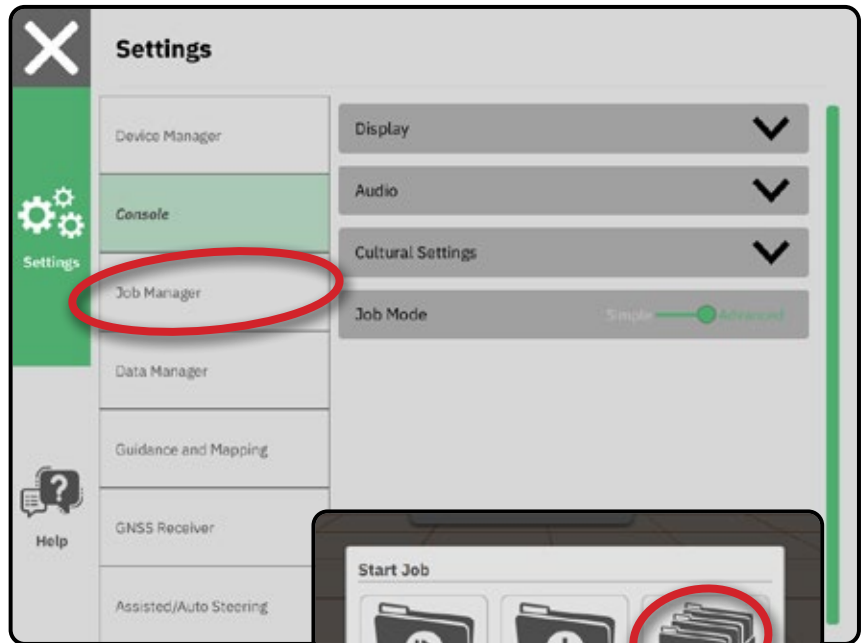 Settings
Settings
Help
Device Manager
Console
Job Manager
Data Manager
Guidance and Mapping
GNSS Receiver
Assisted/Auto Steering
Display
Audio
Cultural Settings
Job Mode
Simple Advanced
Start Job